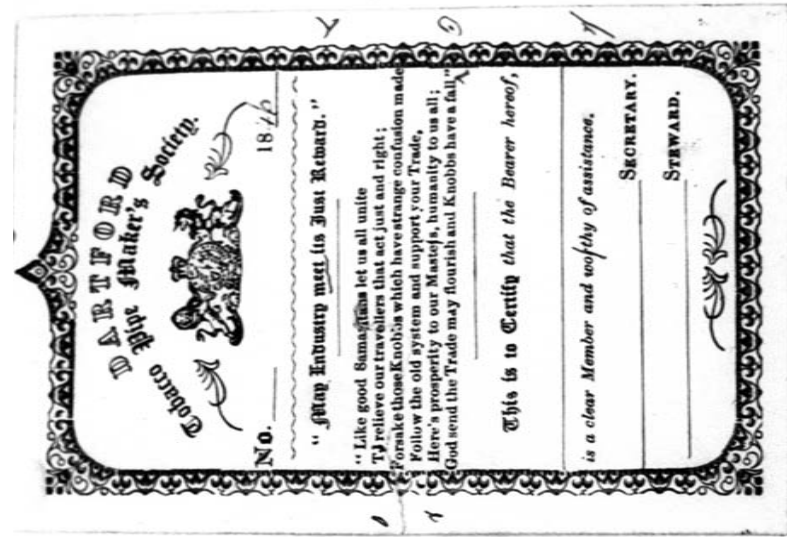 DARTFORD
Tobacco Pipe Maker's Society.
No. 184
"May Industry meet its Just Reward."
"Like good Samaritans let us all unite
To relieve our travellers that act just and right;
Forsake those Knobbs which have strange confusion made
Follow the old system and support your Trade,
Here's prosperity to our Masters, humanity to us all;
God send the Trade may flourish and Knobbs have a fall"
This is to Certify that the Bearer hereof,
is a clear Member and worthy of assistance.
SECRETARY.
STEWARD.